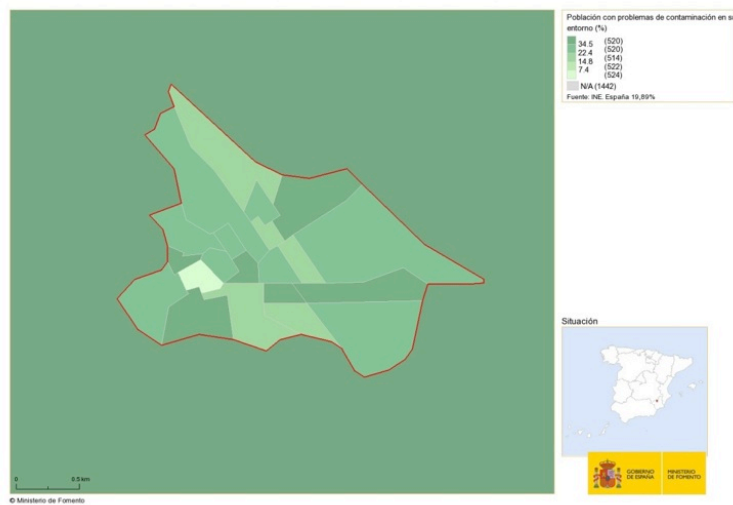 Población con problemas de contaminación en s
entorno (%)
34.5 (520)
22.4 (520)
14.8 (514)
7.4 (522)
(524)
N/A (1442)
Fuente: INE. España 19,89%
Situación
0 0.5 km
GOBIERNO MINISTERIO
DE ESPAÑA DE FOMENTO
© Ministerio de Fomento